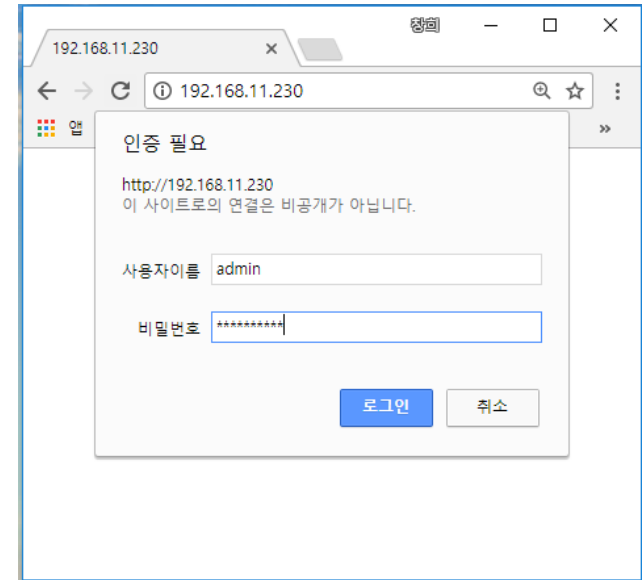 창희
192.168.11.230
192.168.11.230
앱
인증 필요
http://192.168.11.230
이 사이트로의 연결은 비공개가 아닙니다.
사용자이름 admin
비밀번호 **********
로그인 취소